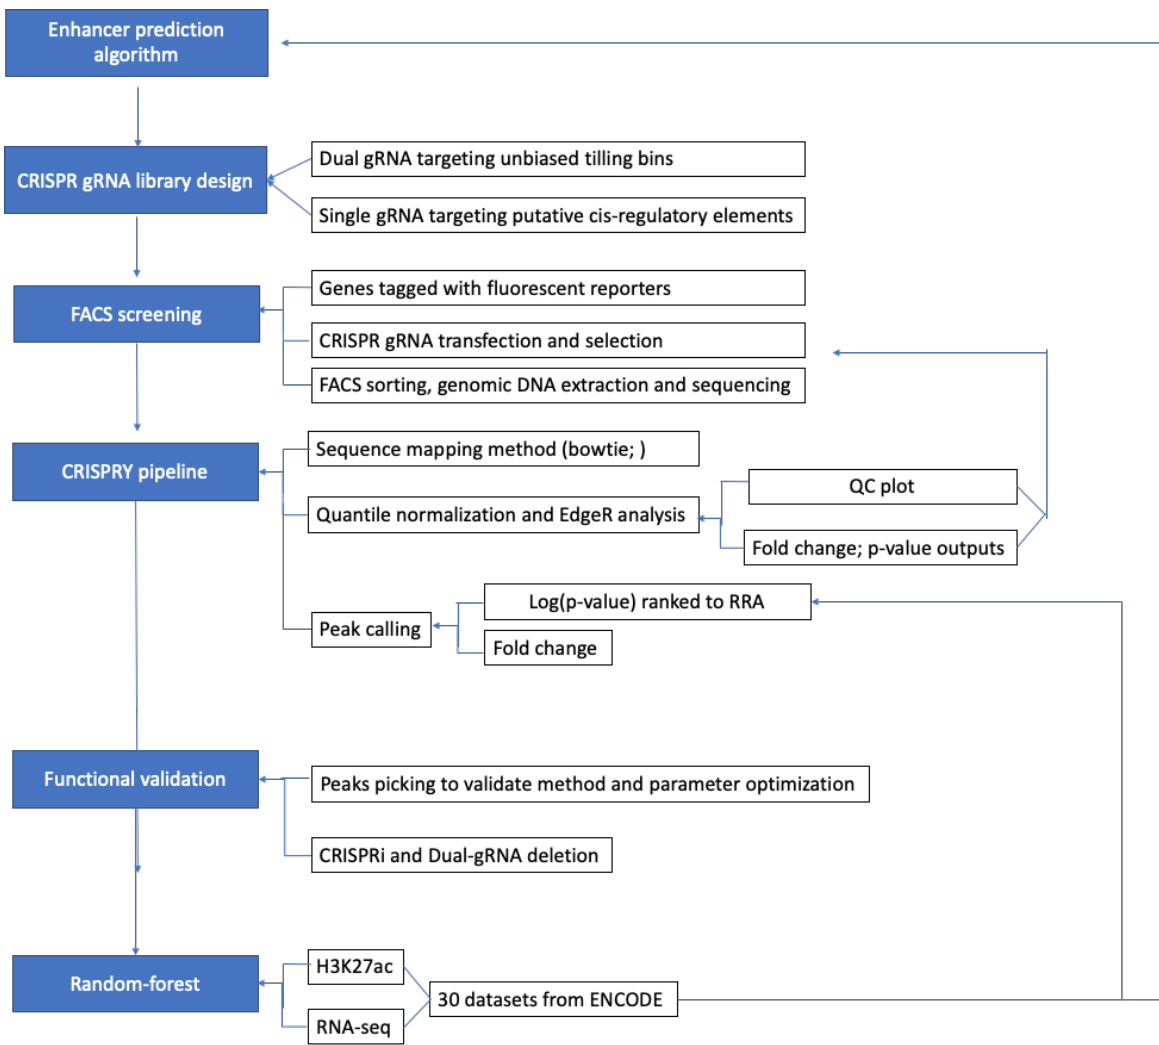 Enhancer prediction
algorithm
CRISPR gRNA library design
Dual gRNA targeting unbiased tilling bins
Single gRNA targeting putative cis-regulatory elements
FACS screening
Genes tagged with fluorescent reporters
CRISPR gRNA transfection and selection
FACS sorting, genomic DNA extraction and sequencing
CRISPRY pipeline
Sequence mapping method (bowtie; )
Quantile normalization and EdgeR analysis
QC plot
Fold change; p-value outputs
Peak calling
Log(p-value) ranked to RRA
Fold change
Functional validation
Peaks picking to validate method and parameter optimization
CRISPRi and Dual-gRNA deletion
Random-forest
H3K27ac
RNA-seq
30 datasets from ENCODE